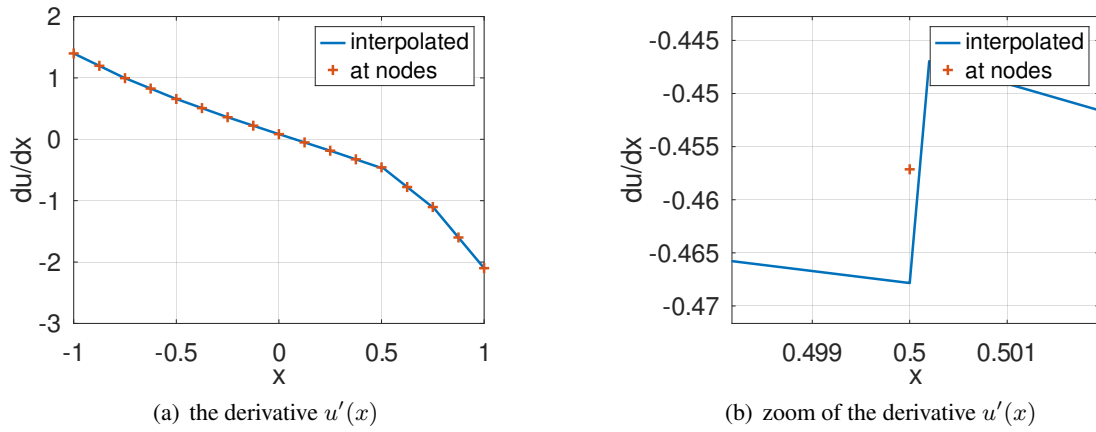 2
1
0
-1
-2
-3
du/dx
-1
-0.5
0
0.5
1
x
interpolated
at nodes
(a) the derivative u′(x)
-0.445
-0.45
-0.455
-0.46
-0.465
-0.47
du/dx
0.499
0.5
0.501
x
interpolated
at nodes
(b) zoom of the derivative u′(x)